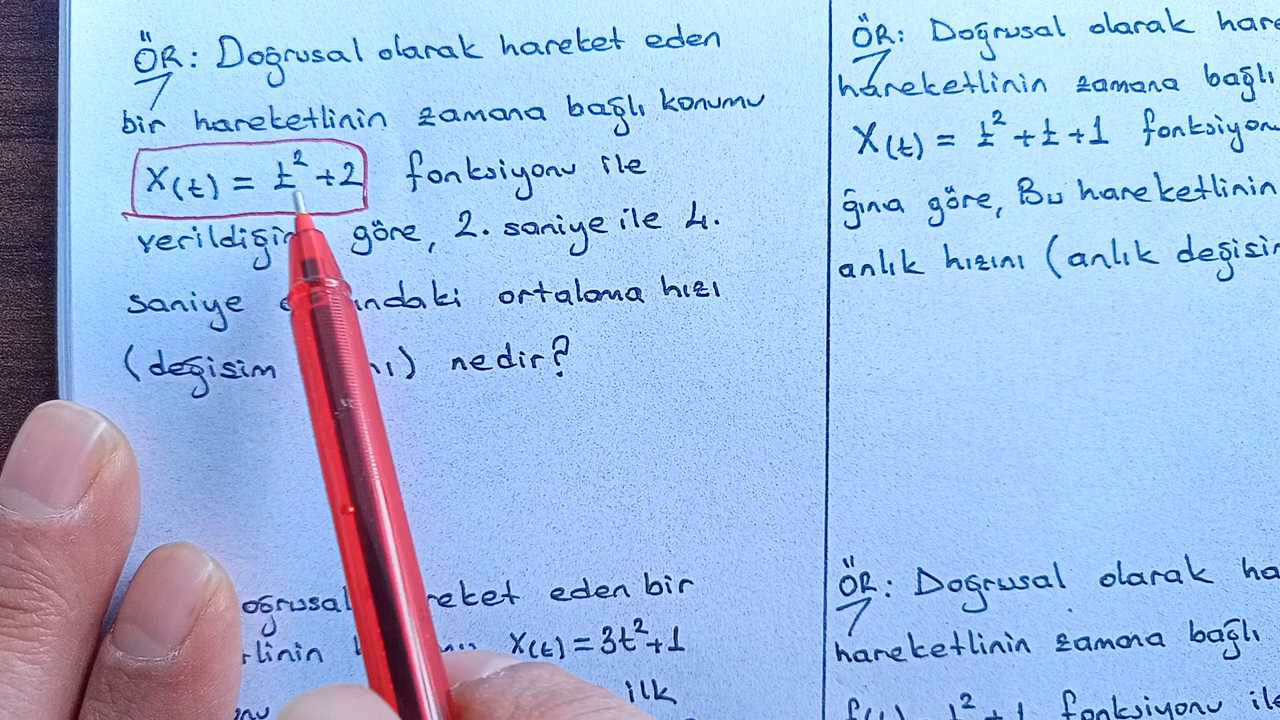 ÖR: Doğrusal olarak hareket eden
bir hareketlinin zamana bağlı konumu
X(t) = t²+2 fonksiyonu ile
göre, 2. saniye ile 4.
saniye ortalama hızı
(değişim nedir?
eden bir
X(t) = 3t²+1
ilk
ÖR: Doğrusal olarak
hareketlinin zamana bağlı
X(t) = t²+t+1
ğına göre, Bu hareketlinin
anlık hızını (anlık
ÖR: Doğrusal olarak
hareketlinin zamana bağlı
t²+1 fonksiyonu